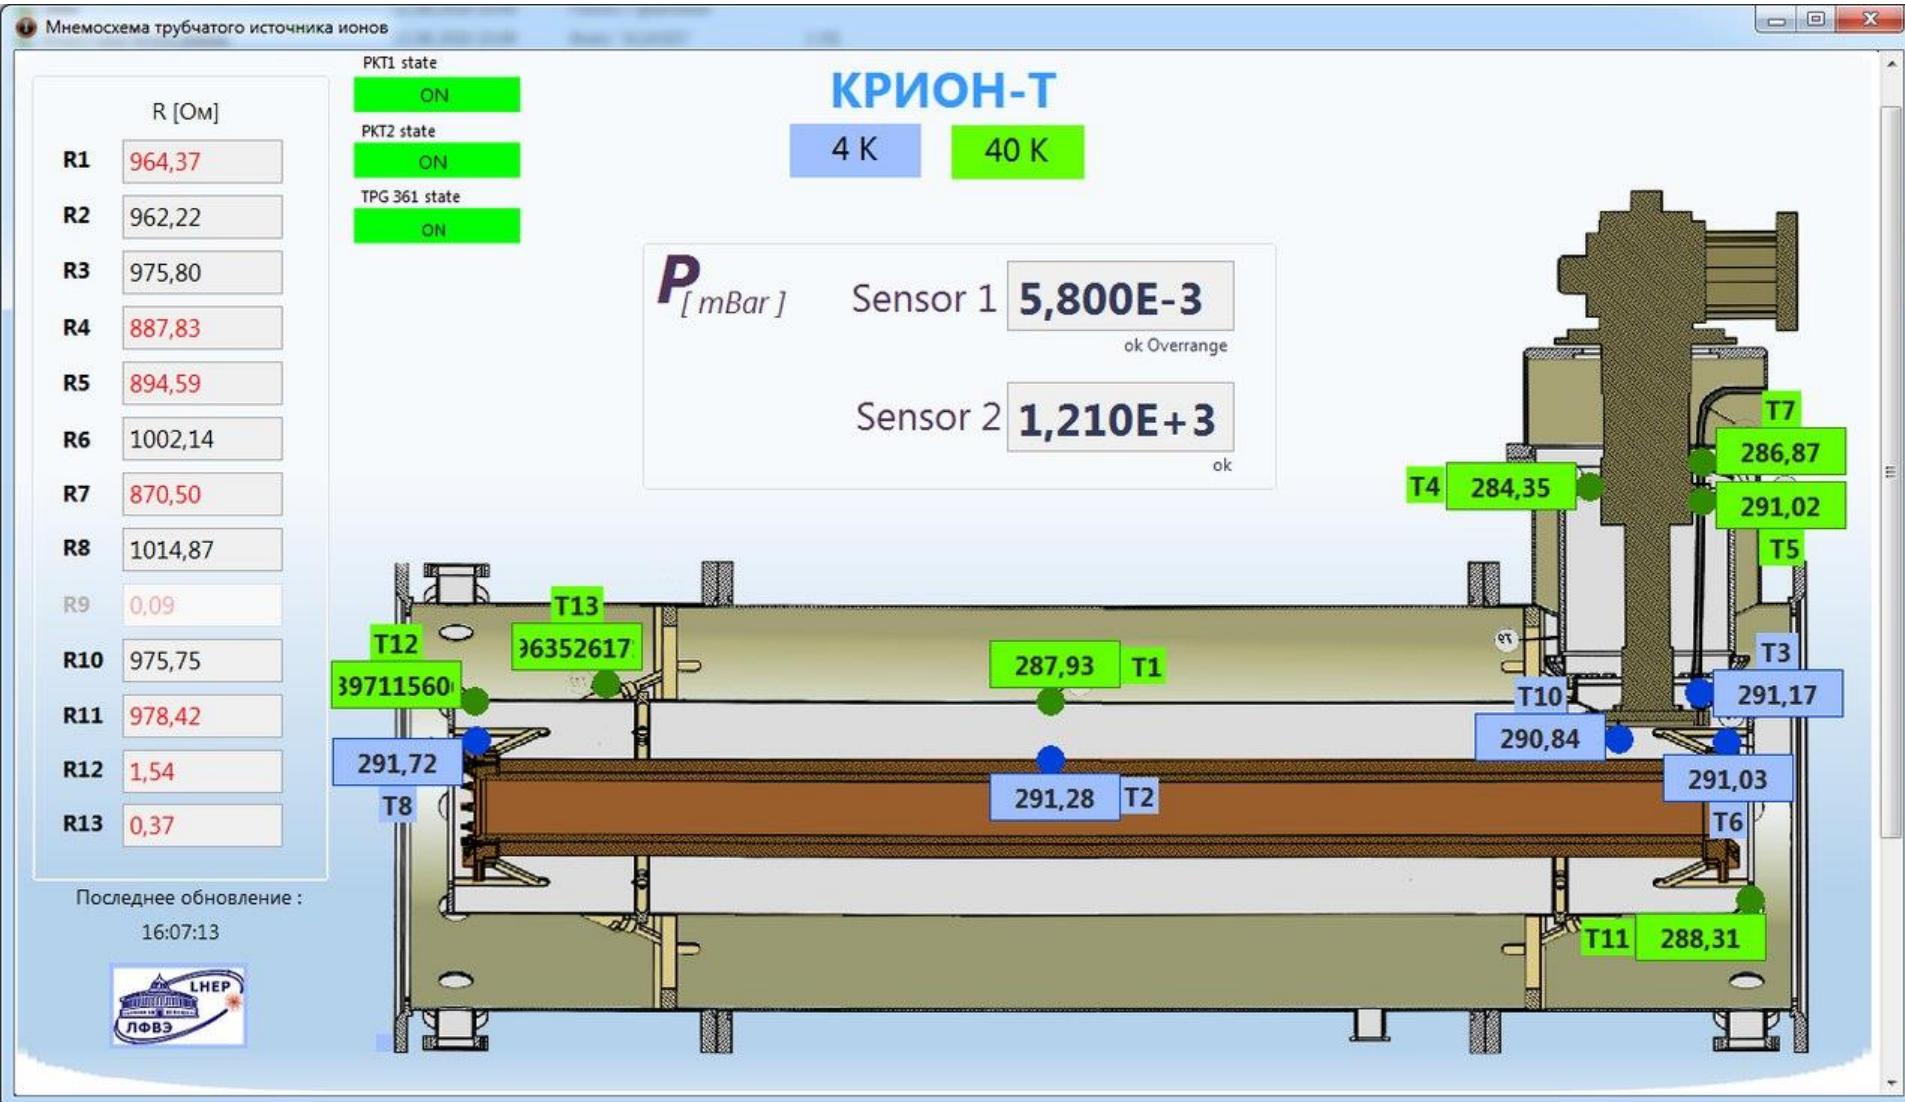 Мнемосхема трубчатого источника ионов
R [Ом]
R1 964,37
R2 962,22
R3 975,80
R4 887,83
R5 894,59
R6 1002,14
R7 870,50
R8 1014,87
R9 0,09
R10 975,75
R11 978,42
R12 1,54
R13 0,37
Последнее обновление :
16:07:13
LHEP
ЛФВЭ
PKT1 state
ON
PKT2 state
ON
TPG 361 state
ON
КРИОН-Т
4 K 40 K
P [ mBar ]
Sensor 1 5,800E-3
ok Overrange
Sensor 2 1,210E+3
ok
T7
286,87
T4 284,35
291,02
T5
T13
T12
287,93 T1
T3
291,17
T10
290,84
291,72
T8
291,28 T2
291,03
T6
T11 288,31